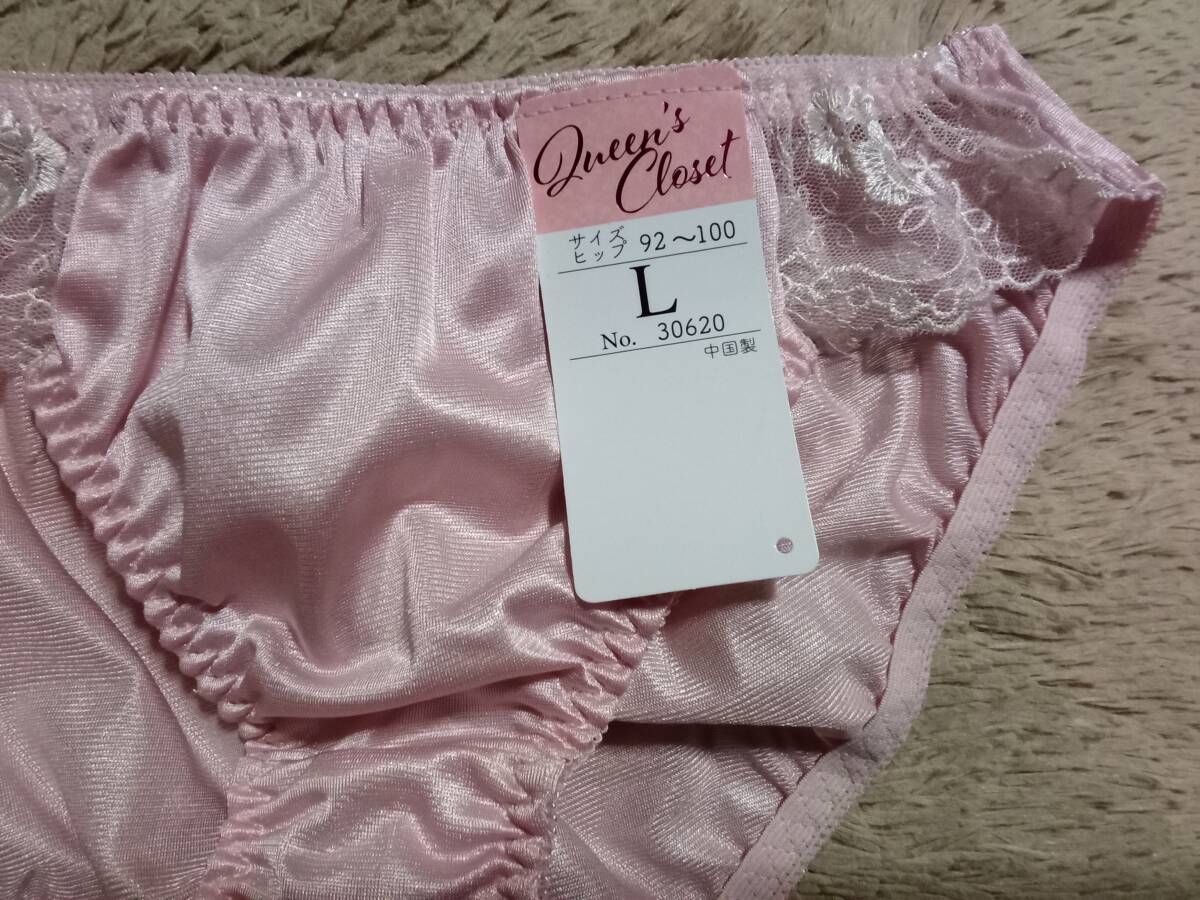 Queen's
Closet
サイズ
ヒップ 92～100
L
No. 30620
中国製